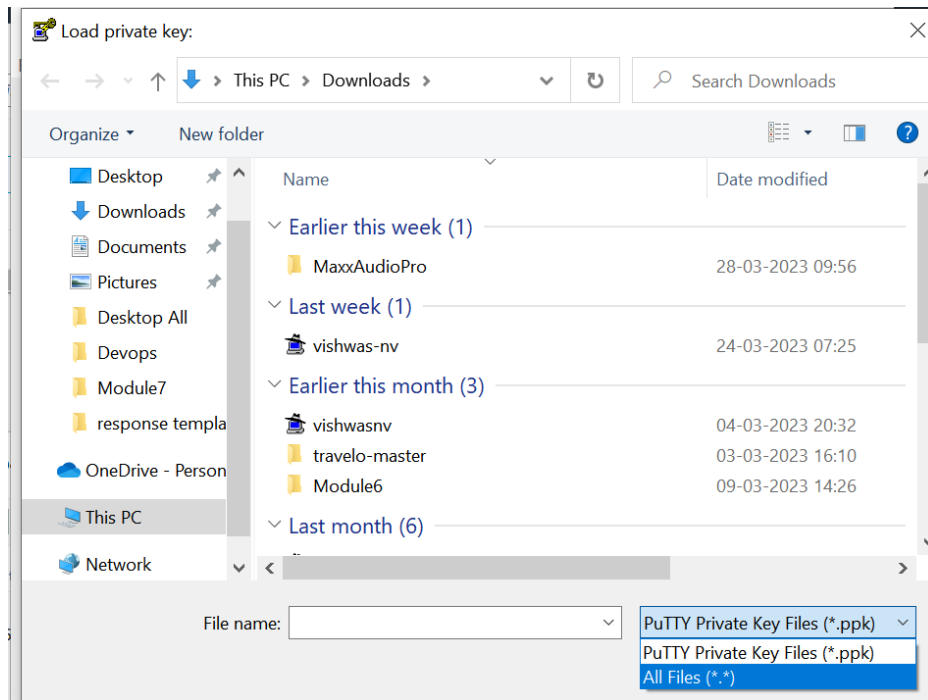 Load private key:
This PC > Downloads >
Search Downloads
Organize
New folder
Name
Date modified
Desktop
Downloads
Documents
Pictures
Desktop All
Devops
Module7
response templa
OneDrive - Person
This PC
Network
Earlier this week (1)
MaxxAudioPro 28-03-2023 09:56
Last week (1)
vishwas-nv 24-03-2023 07:25
Earlier this month (3)
vishwasnv 04-03-2023 20:32
travelo-master 03-03-2023 16:10
Module6 09-03-2023 14:26
Last month (6)
File name:
PuTTY Private Key Files (*.ppk)
PuTTY Private Key Files (*.ppk)
All Files (*.*)